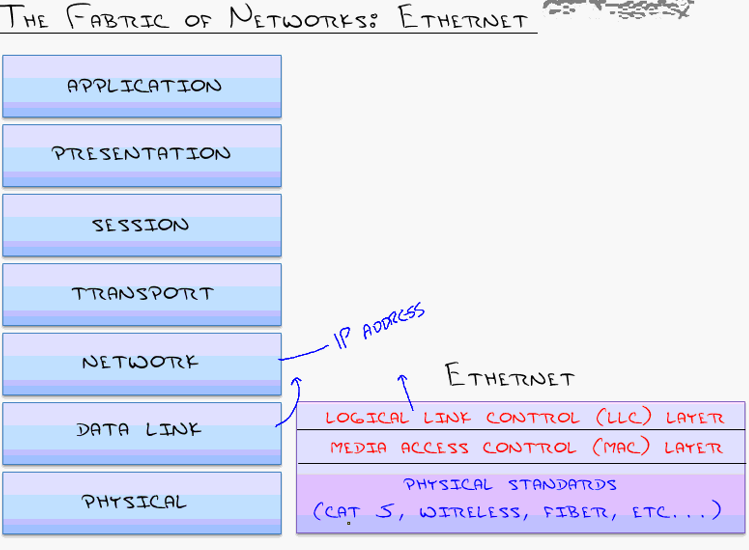 The Fabric of Networks: Ethernet
APPLICATION
PRESENTATION
SESSION
TRANSPORT
NETWORK
IP ADDRESS
DATA LINK
PHYSICAL
Ethernet
LOGICAL LINK CONTROL (LLC) LAYER
MEDIA ACCESS CONTROL (MAC) LAYER
PHYSICAL STANDARDS
(CAT 5, WIRELESS, FIBER, ETC...)